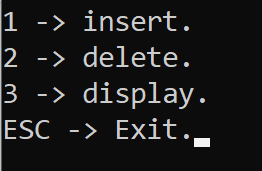 1 -> insert.
2 -> delete.
3 -> display.
ESC -> Exit.